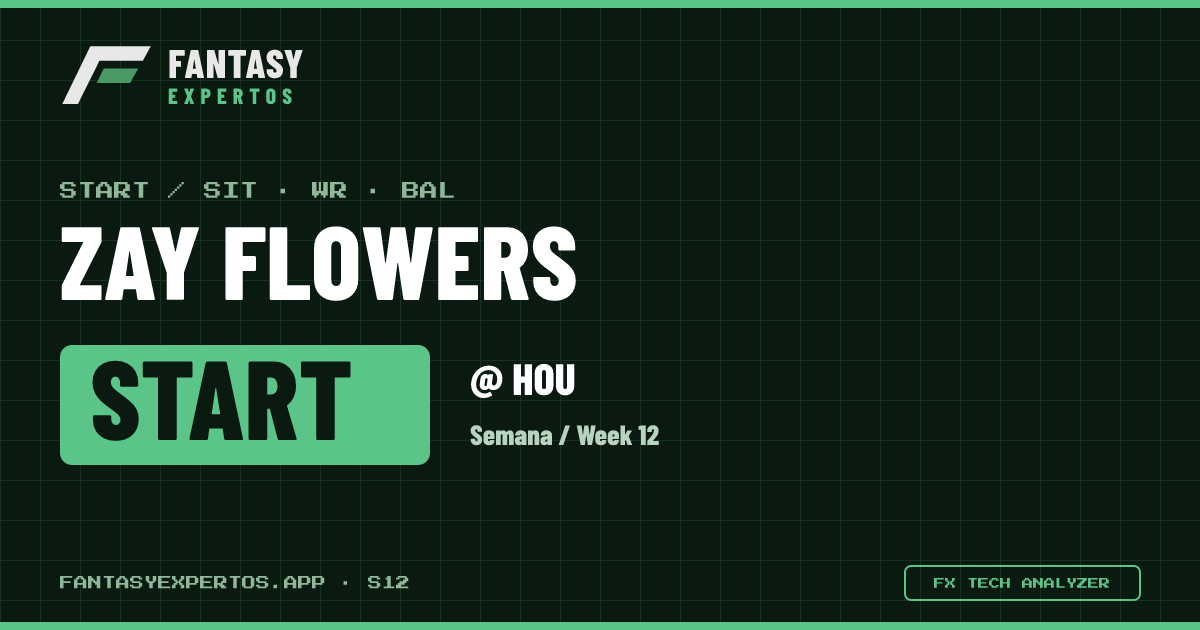 FANTASY
EXPERTOS
START / SIT · WR · BAL
ZAY FLOWERS
START
@ HOU
Semana / Week 12
FANTASYEXPERTOS.APP · S12
FX TECH ANALYZER